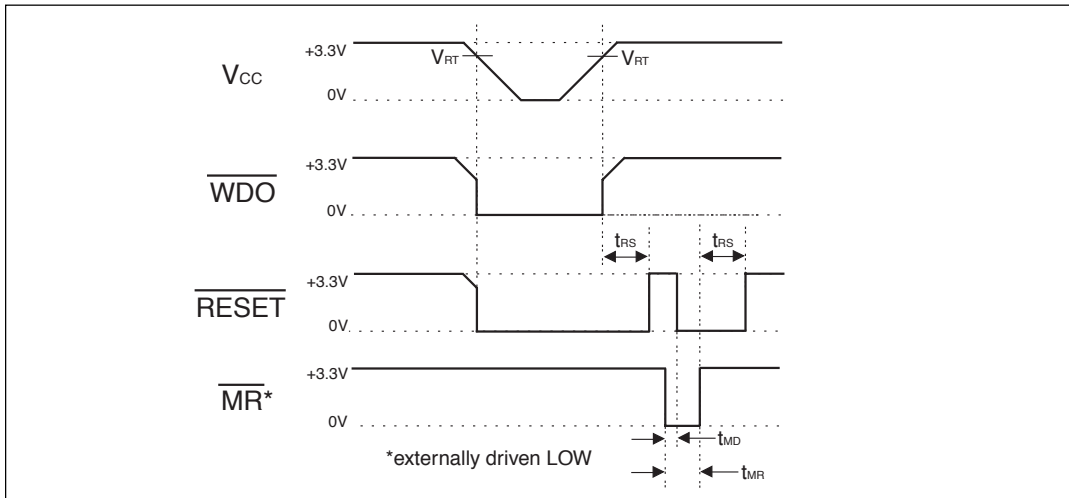 +3.3V
VRT
VRT
VCC
0V
+3.3V
WDO
0V
tRS
tRS
+3.3V
RESET
0V
+3.3V
MR*
0V
tMD
*externally driven LOW
tMR